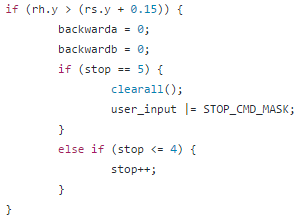 if (rh.y > (rs.y + 0.15)) {
backwarda = 0;
backwardb = 0;
if (stop == 5) {
clearall();
user_input |= STOP_CMD_MASK;
}
else if (stop <= 4) {
stop++;
}
}